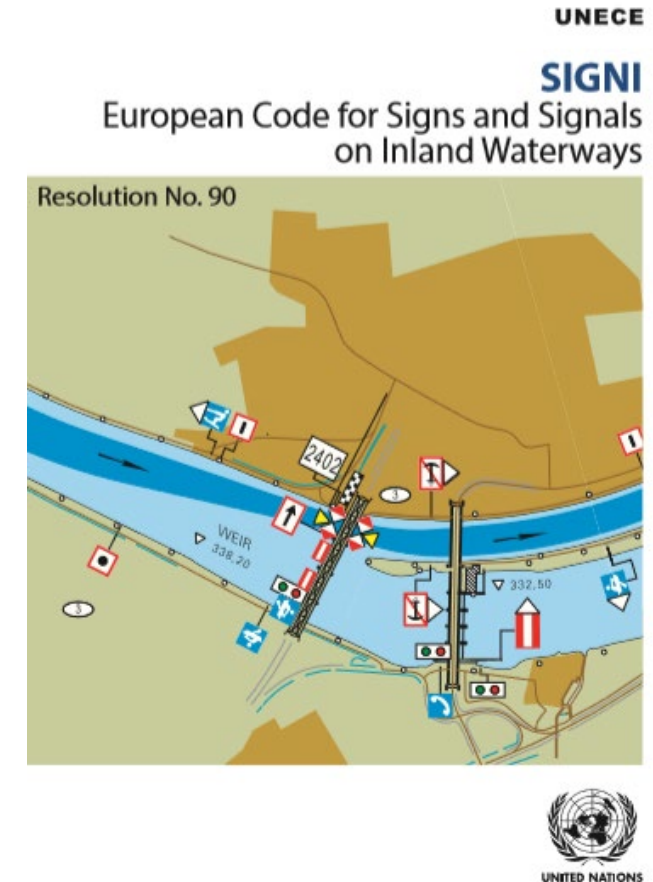 UNECE
SIGNI
European Code for Signs and Signals
on Inland Waterways
Resolution No. 90
2402
3
WEIR
338,20
332,50
3
UNITED NATIONS